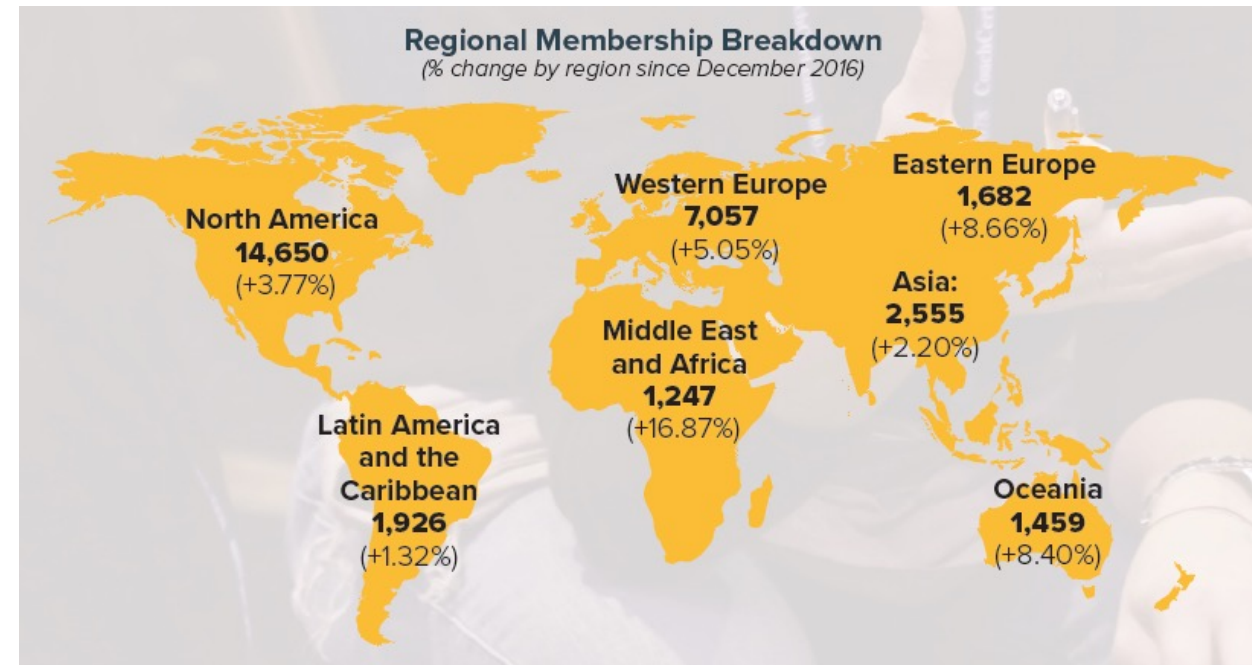 Regional Membership Breakdown
(% change by region since December 2016)
North America
14,650
(+3.77%)
Western Europe
7,057
(+5.05%)
Eastern Europe
1,682
(+8.66%)
Asia:
2,555
(+2.20%)
Middle East
and Africa
1,247
(+16.87%)
Latin America
and the
Caribbean
1,926
(+1.32%)
Oceania
1,459
(+8.40%)